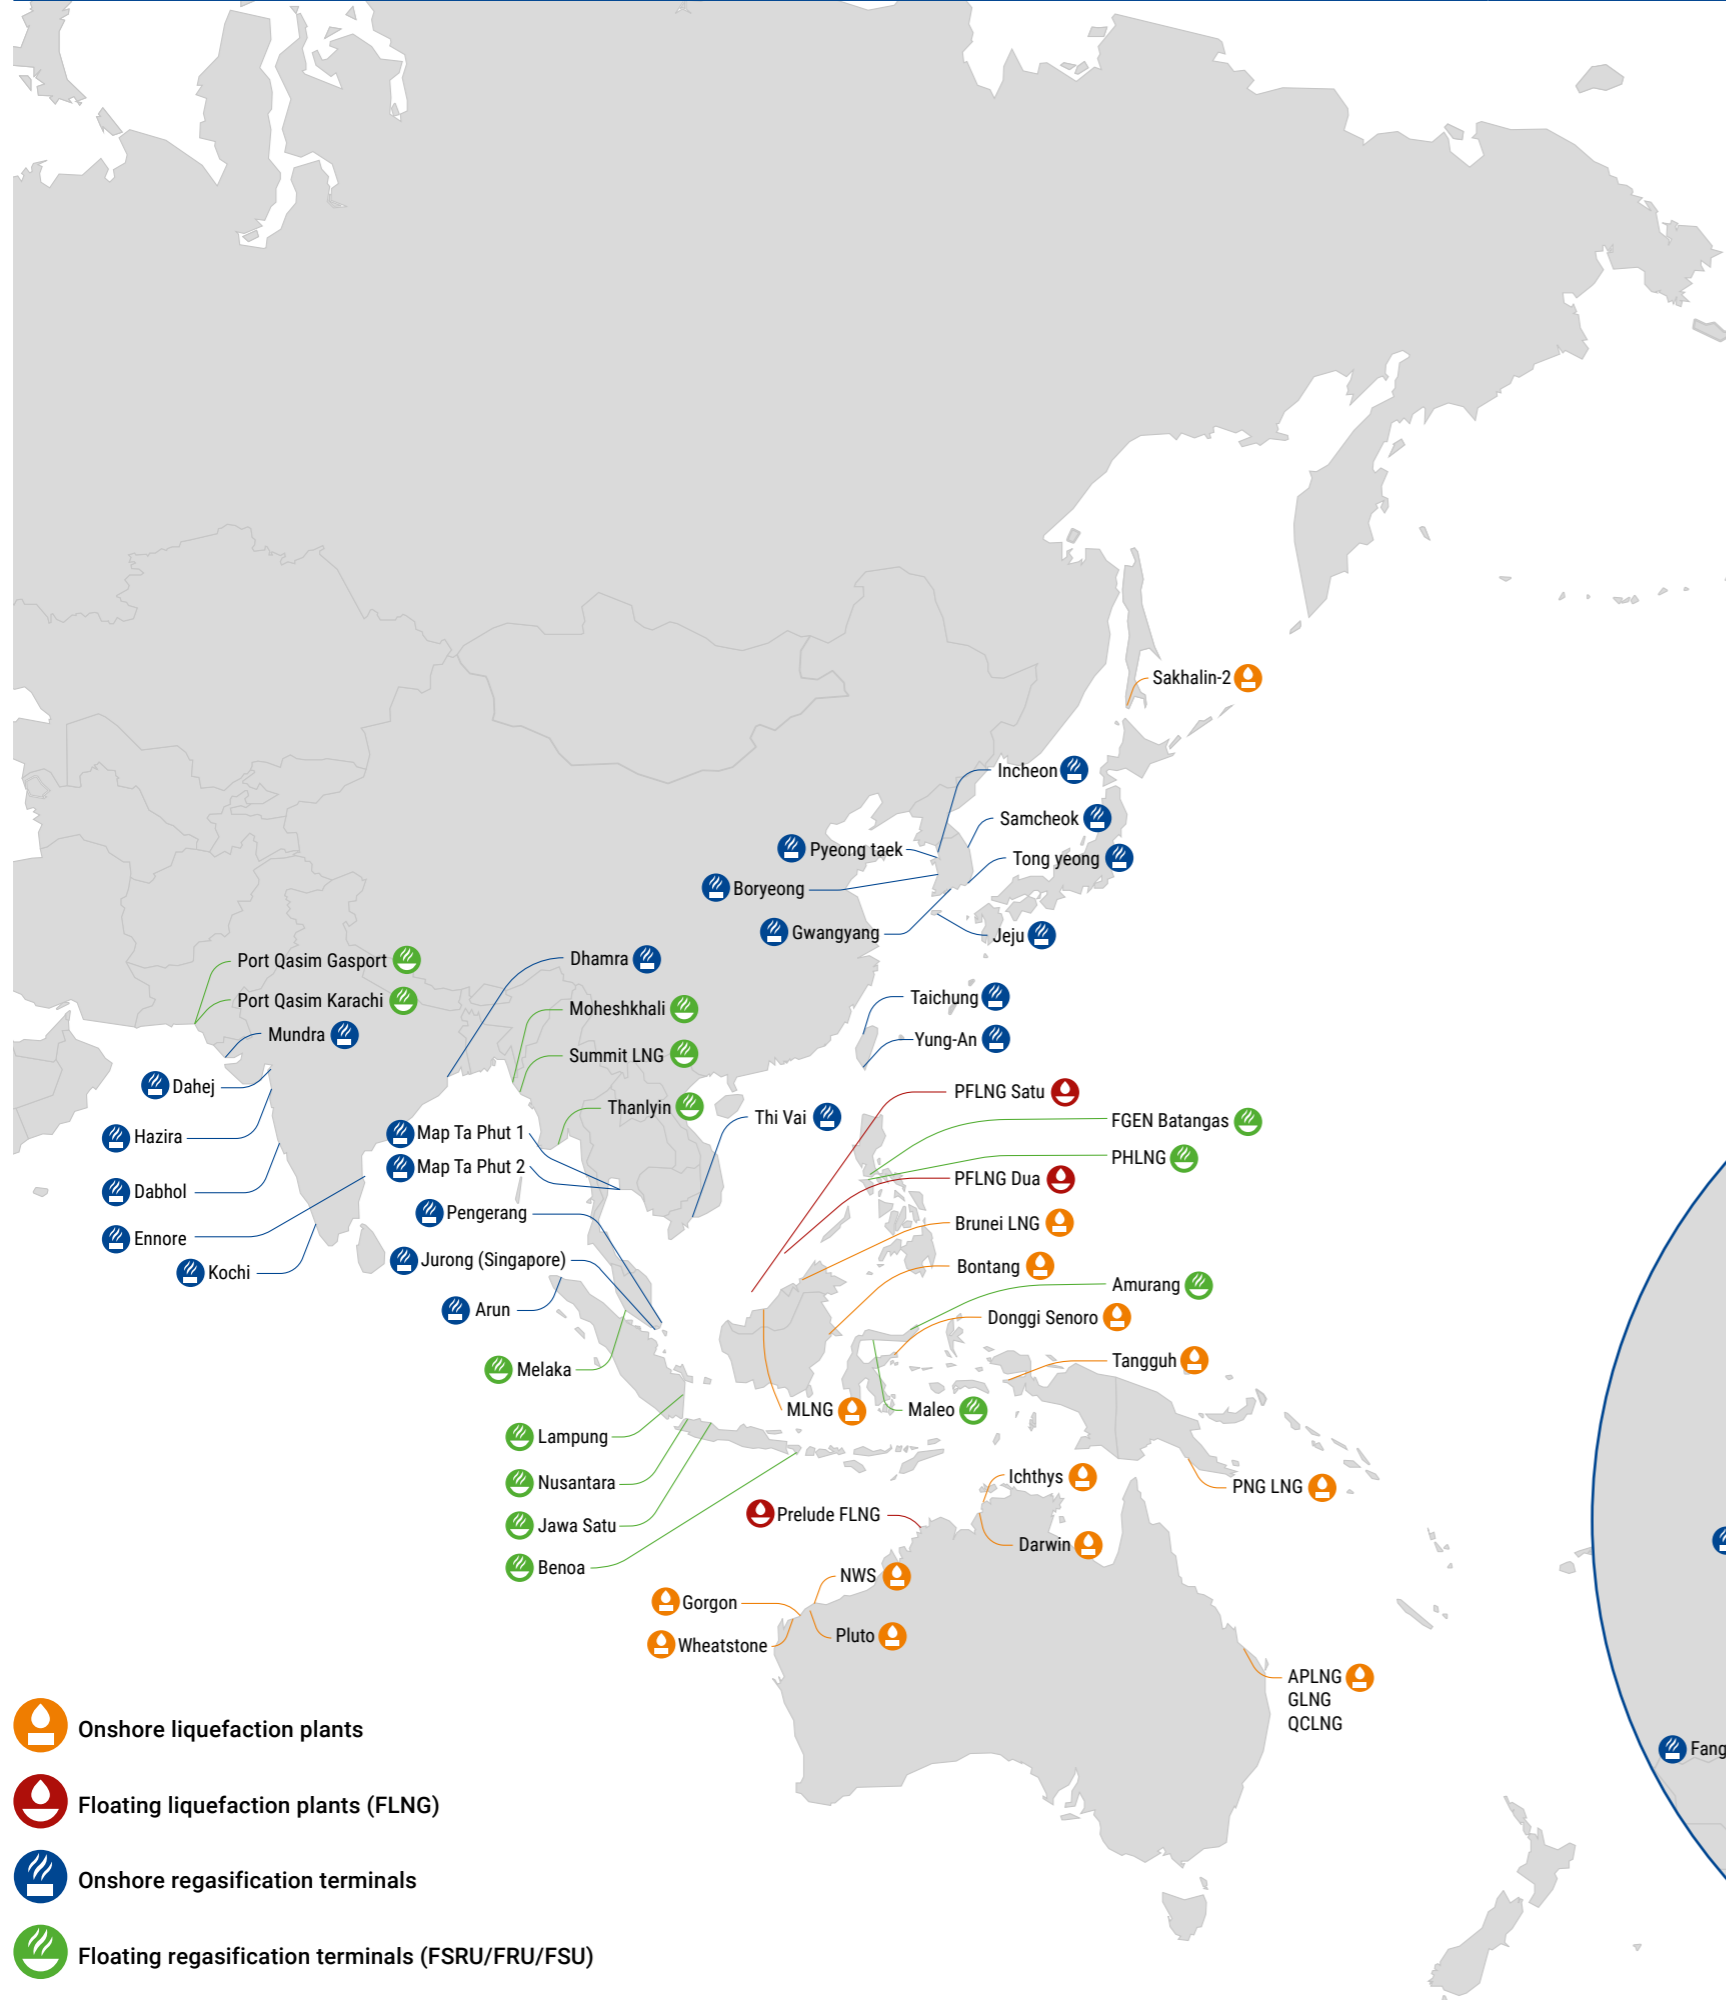 Sakhalin-2
Incheon
Samcheok
Pyeong taek
Tong yeong
Boryeong
Gwangyang
Jeju
Port Qasim Gasport
Dhamra
Port Qasim Karachi
Moheshkhali
Taichung
Mundra
Yung-An
Summit LNG
Dahej
PFLNG Satu
Thanlyin
Thi Vai
FGEN Batangas
Hazira
Map Ta Phut 1
PHLNG
Map Ta Phut 2
PFLNG Dua
Dabhol
Pengerang
Brunei LNG
Ennore
Jurong (Singapore)
Bontang
Kochi
Amurang
Arun
Donggi Senoro
Tangguh
Melaka
MLNG
Maleo
Lampung
Ichthys
Nusantara
PNG LNG
Prelude FLNG
Jawa Satu
Darwin
Benoa
NWS
Gorgon
Pluto
Wheatstone
APLNG
GLNG
QCLNG
Fang
Onshore liquefaction plants
Floating liquefaction plants (FLNG)
Onshore regasification terminals
Floating regasification terminals (FSRU/FRU/FSU)